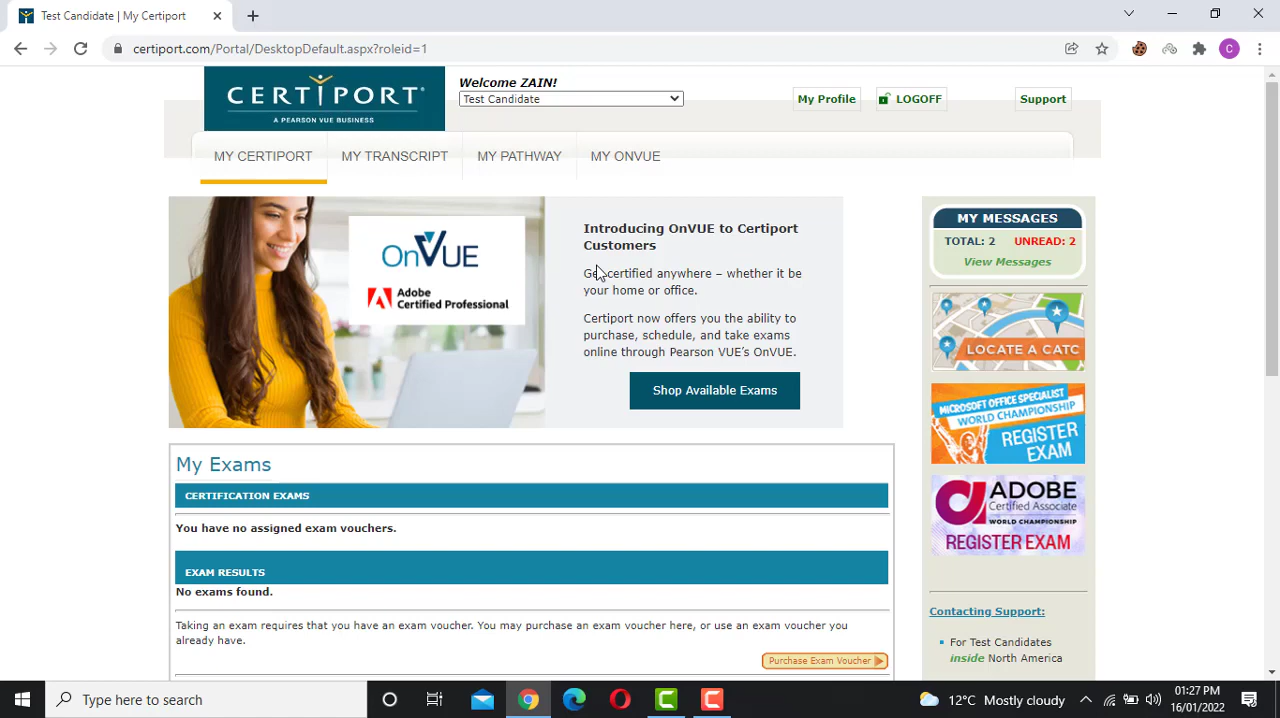 Test Candidate | My Certiport
certiport.com/Portal/DesktopDefault.aspx?roleid=1
C
CERTIPORT®
A PEARSON VUE BUSINESS
Welcome ZAIN!
Test Candidate
My Profile
LOGOFF
Support
MY CERTIPORT
MY TRANSCRIPT
MY PATHWAY
MY ONVUE
OnVUE
Adobe
Certified Professional
Introducing OnVUE to Certiport
Customers
Get certified anywhere – whether it be
your home or office.
Certiport now offers you the ability to
purchase, schedule, and take exams
online through Pearson VUE's OnVUE.
Shop Available Exams
MY MESSAGES
TOTAL: 2 UNREAD: 2
View Messages
LOCATE A CATC
MICROSOFT OFFICE SPECIALIST
WORLD CHAMPIONSHIP
REGISTER
EXAM
ADOBE
Certified Associate
WORLD CHAMPIONSHIP
REGISTER EXAM
Contacting Support:
For Test Candidates
inside North America
My Exams
CERTIFICATION EXAMS
You have no assigned exam vouchers.
EXAM RESULTS
No exams found.
Taking an exam requires that you have an exam voucher. You may purchase an exam voucher here, or use an exam voucher you
already have.
Purchase Exam Voucher
Type here to search
12°C Mostly cloudy
01:27 PM
16/01/2022